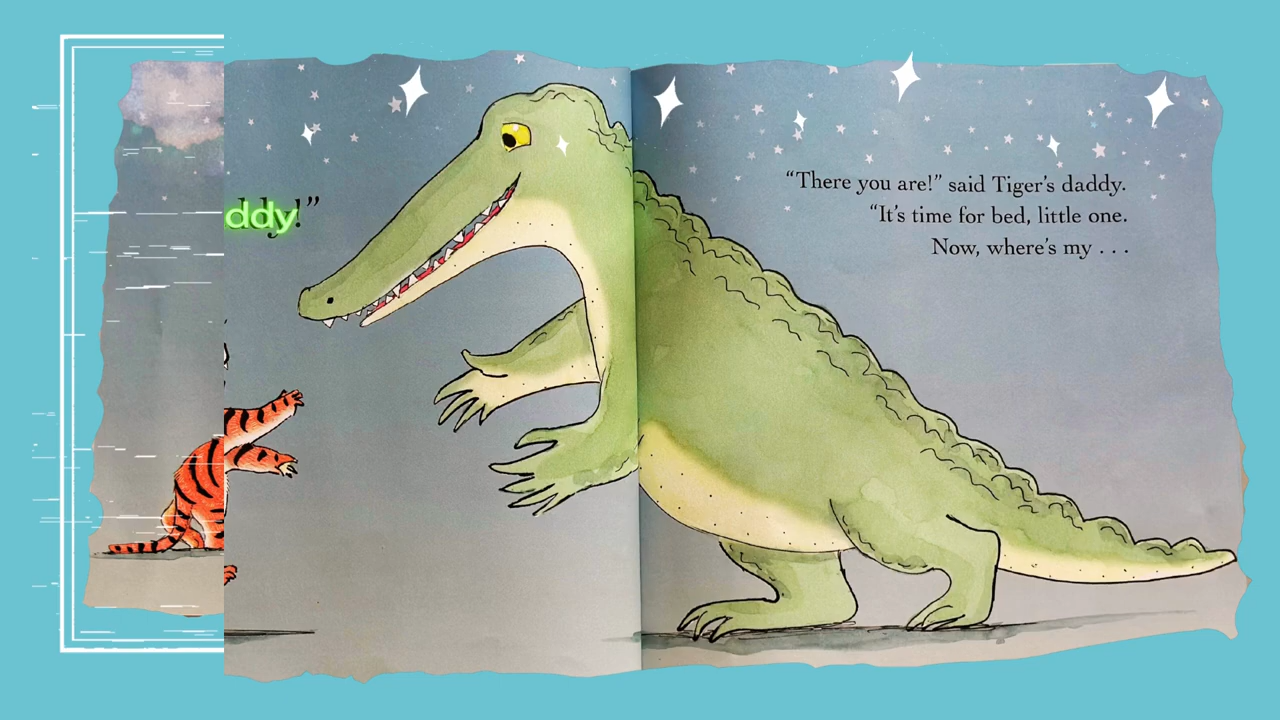 ddy!”
“There you are!” said Tiger’s daddy.
“It’s time for bed, little one.
Now, where’s my . . .